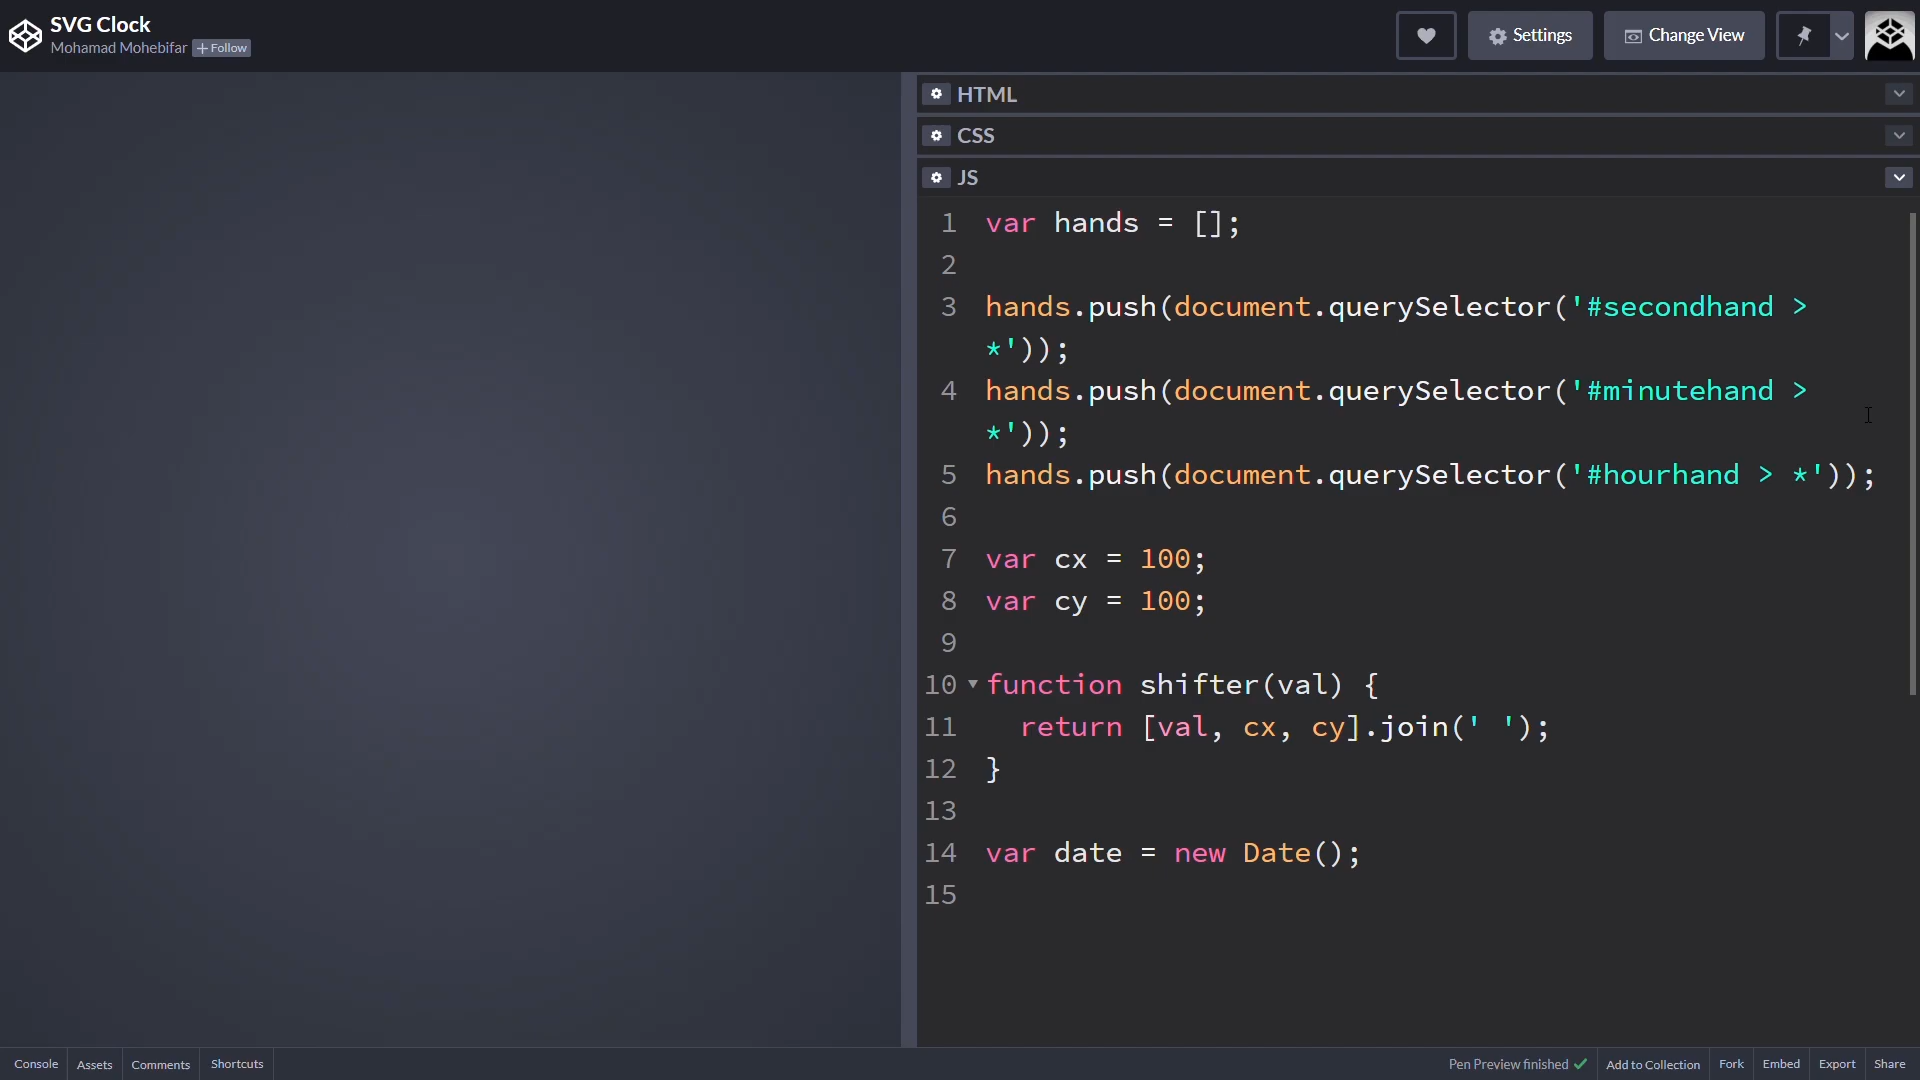 SVG Clock
Mohamad Mohebifar + Follow
Settings
Change View
HTML
CSS
JS
1 var hands = [];
2
3 hands.push(document.querySelector('#secondhand >
*'));
4 hands.push(document.querySelector('#minutehand >
*'));
5 hands.push(document.querySelector('#hourhand > *'));
6
7 var cx = 100;
8 var cy = 100;
9
10 function shifter(val) {
11 return [val, cx, cy].join(' ');
12 }
13
14 var date = new Date();
15
Console Assets Comments Shortcuts Pen Preview finished Add to Collection Fork Embed Export Share